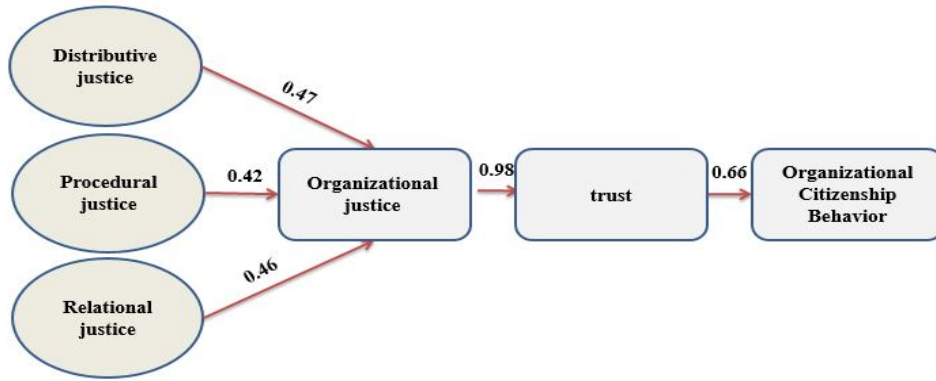 Distributive
justice
0.47
Procedural
justice
0.42
Organizational
justice
0.98
trust
0.66
Organizational
Citizenship
Behavior
0.46
Relational
justice